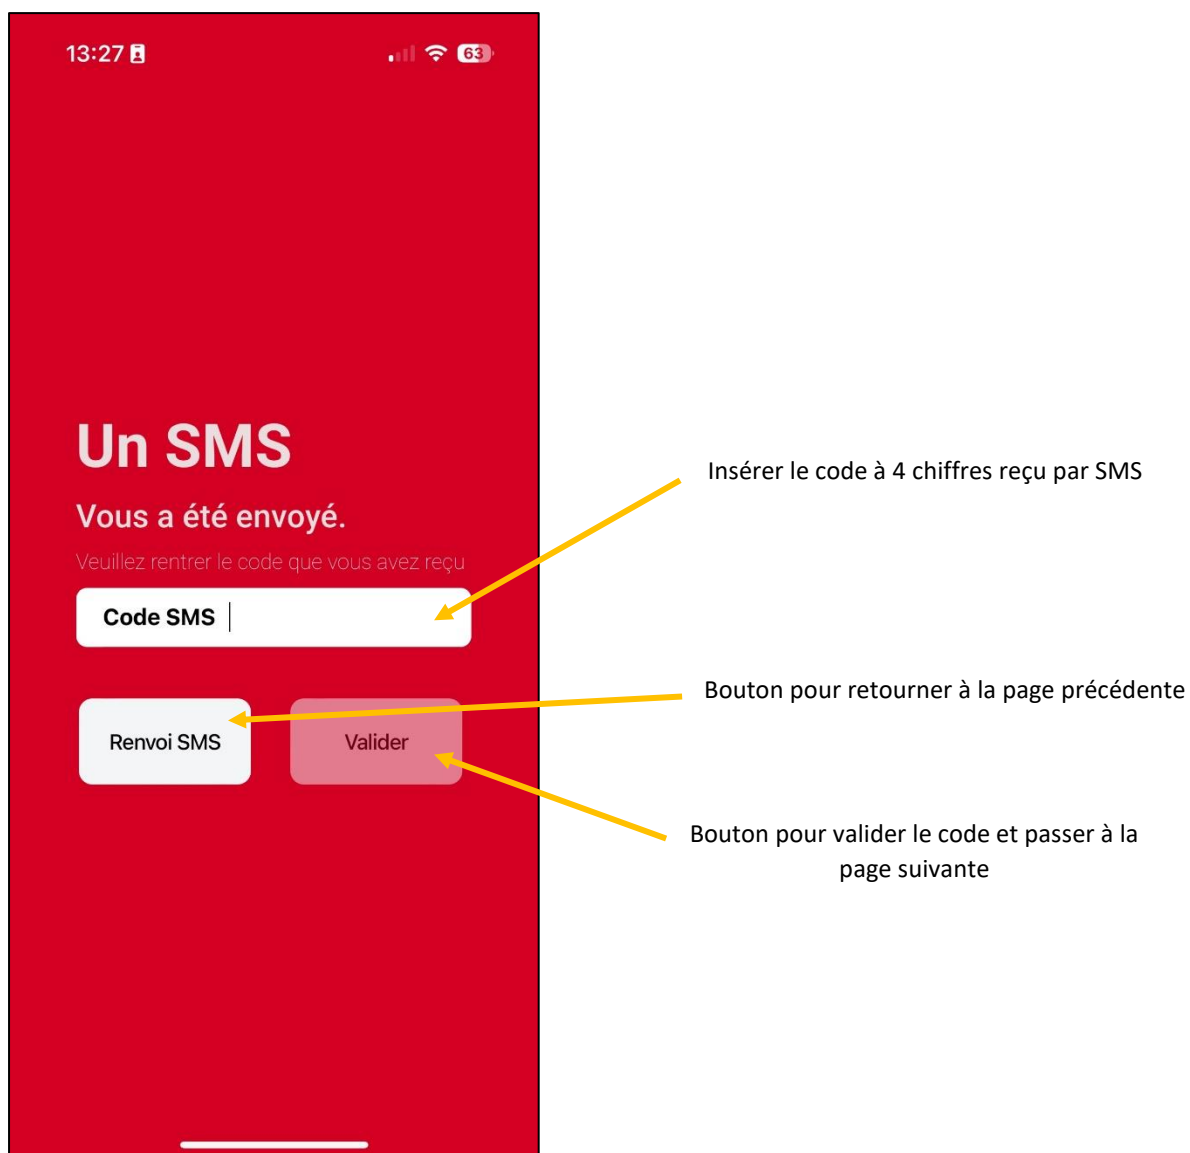 13:27
63
Un SMS
Vous a été envoyé.
Veuillez rentrer le code que vous avez reçu
Code SMS
Renvoi SMS
Valider
Insérer le code à 4 chiffres reçu par SMS
Bouton pour retourner à la page précédente
Bouton pour valider le code et passer à la
page suivante